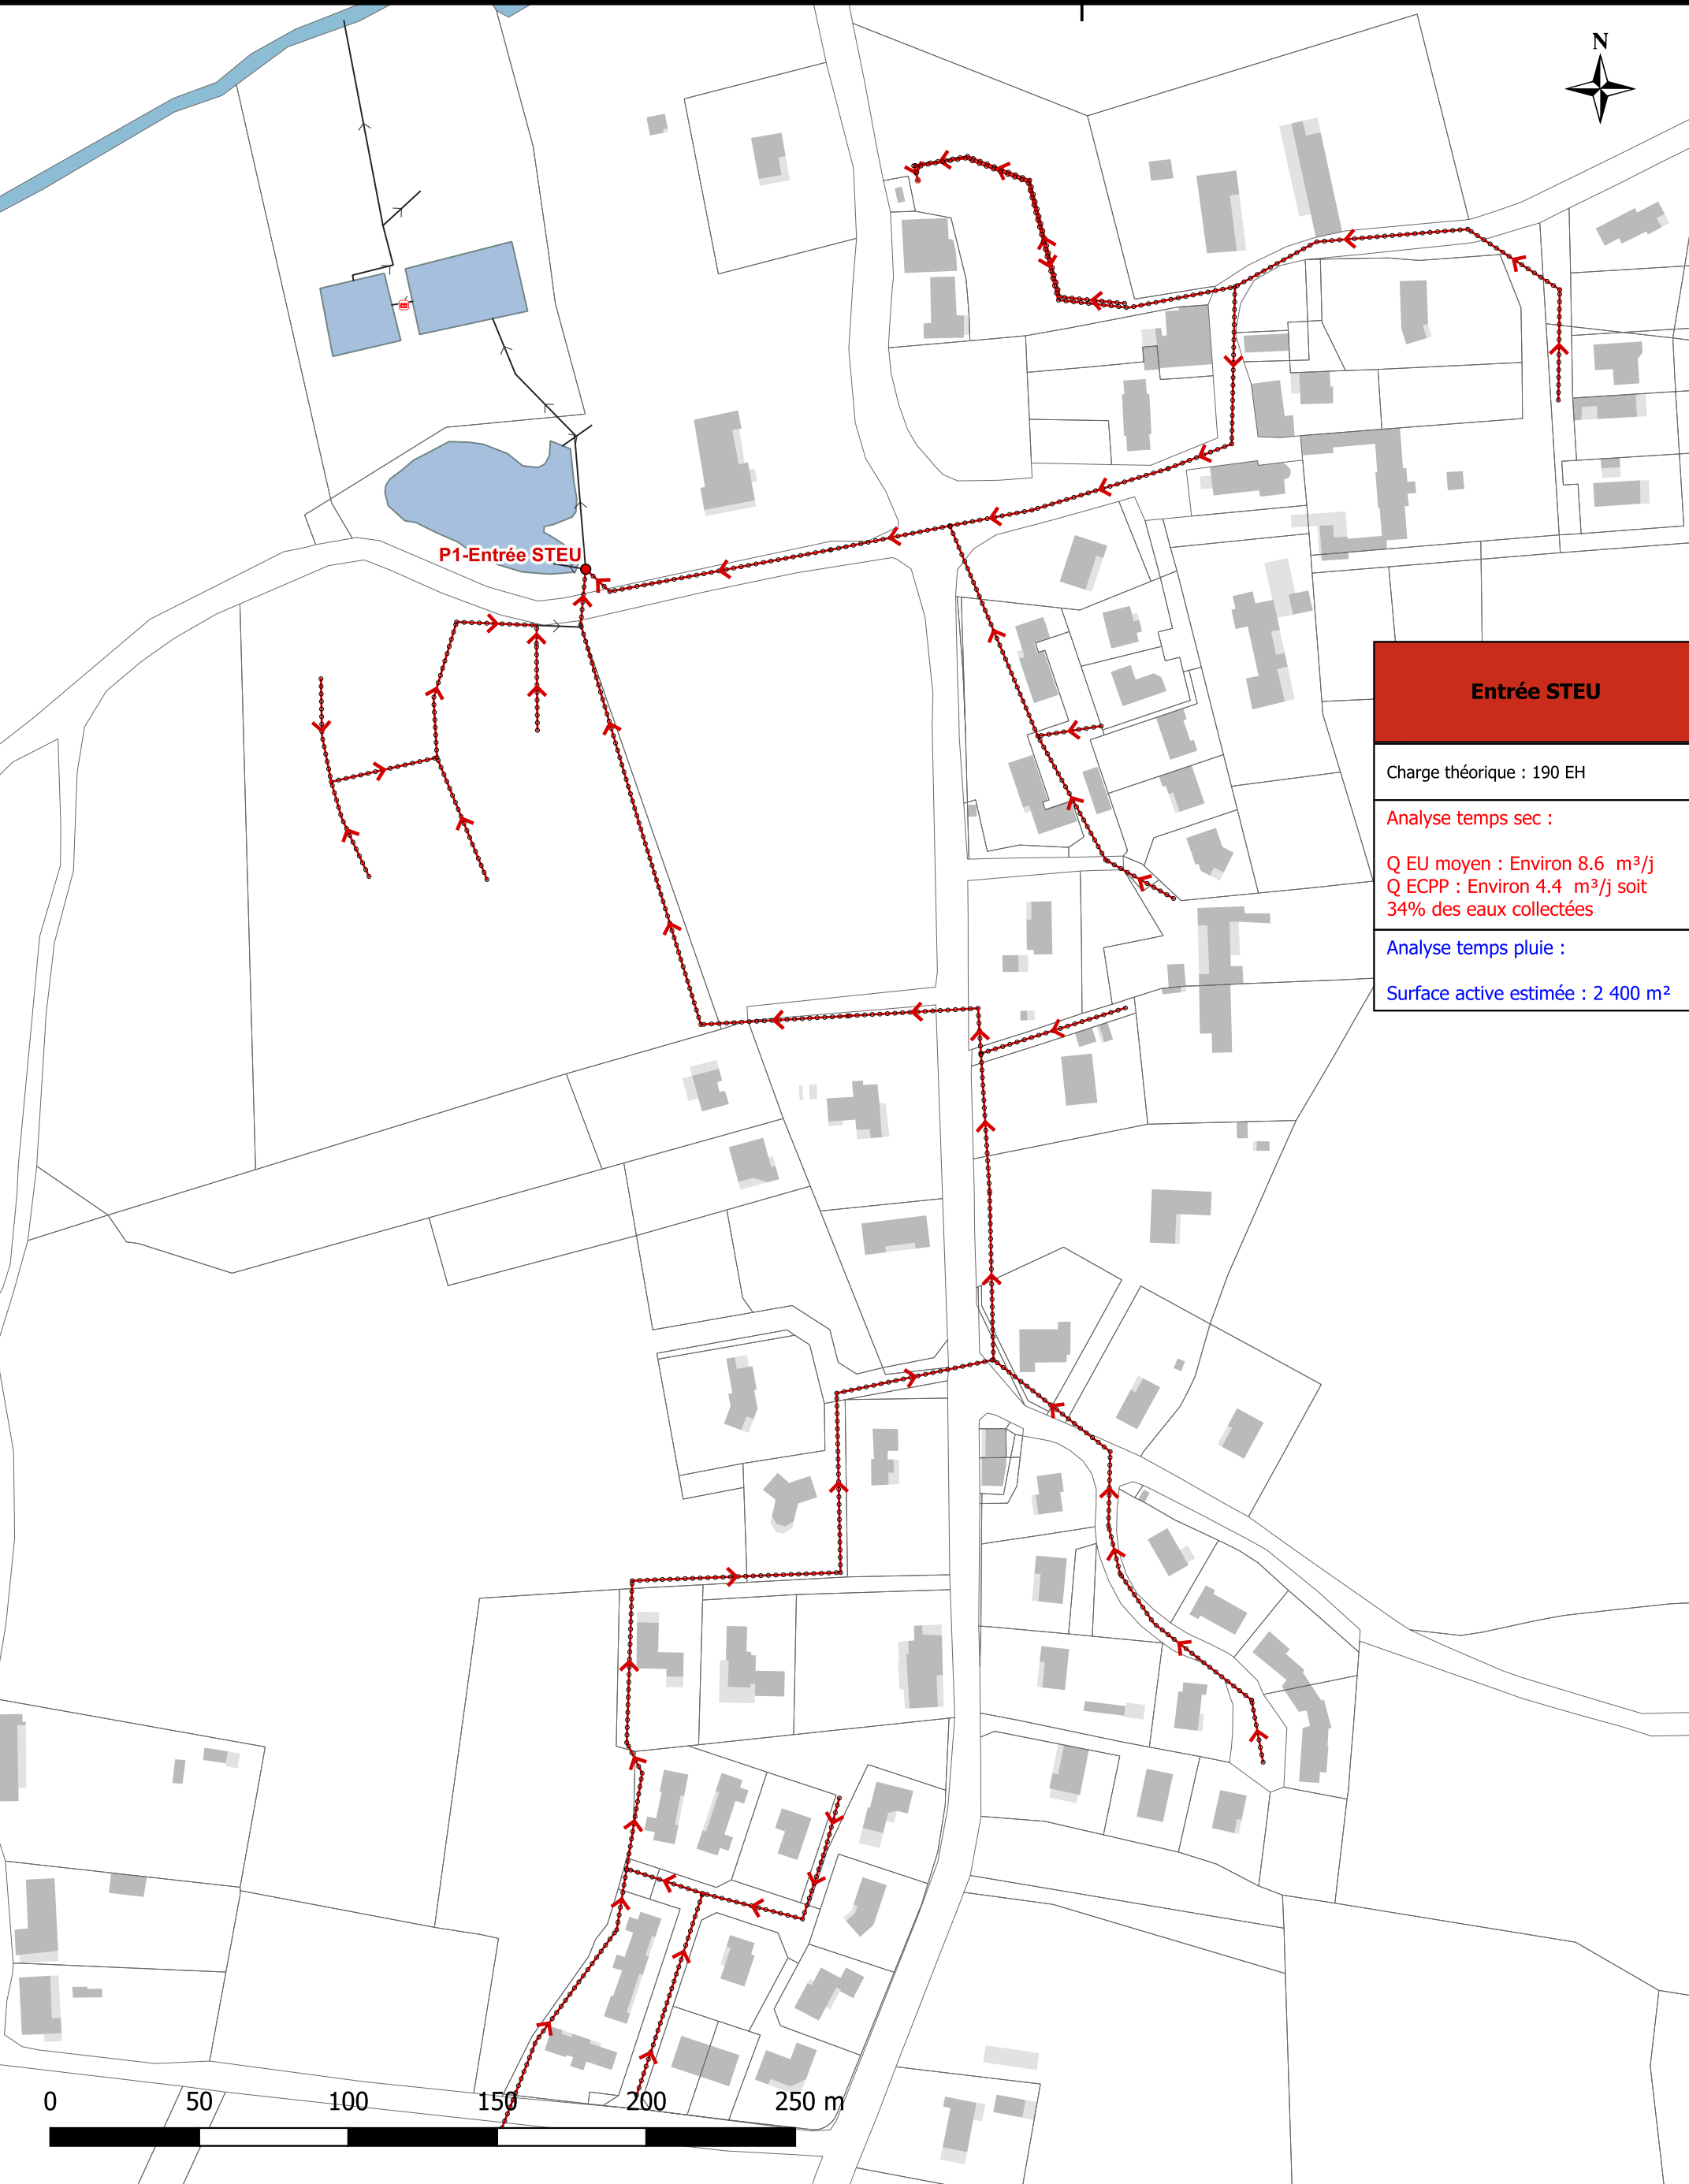 N
P1-Entrée STEU
Entrée STEU
Charge théorique : 190 EH
Analyse temps sec :
Q EU moyen : Environ 8.6 m³/j
Q ECPP : Environ 4.4 m³/j soit
34% des eaux collectées
Analyse temps pluie :
Surface active estimée : 2 400 m²
0 50 100 150 200 250 m